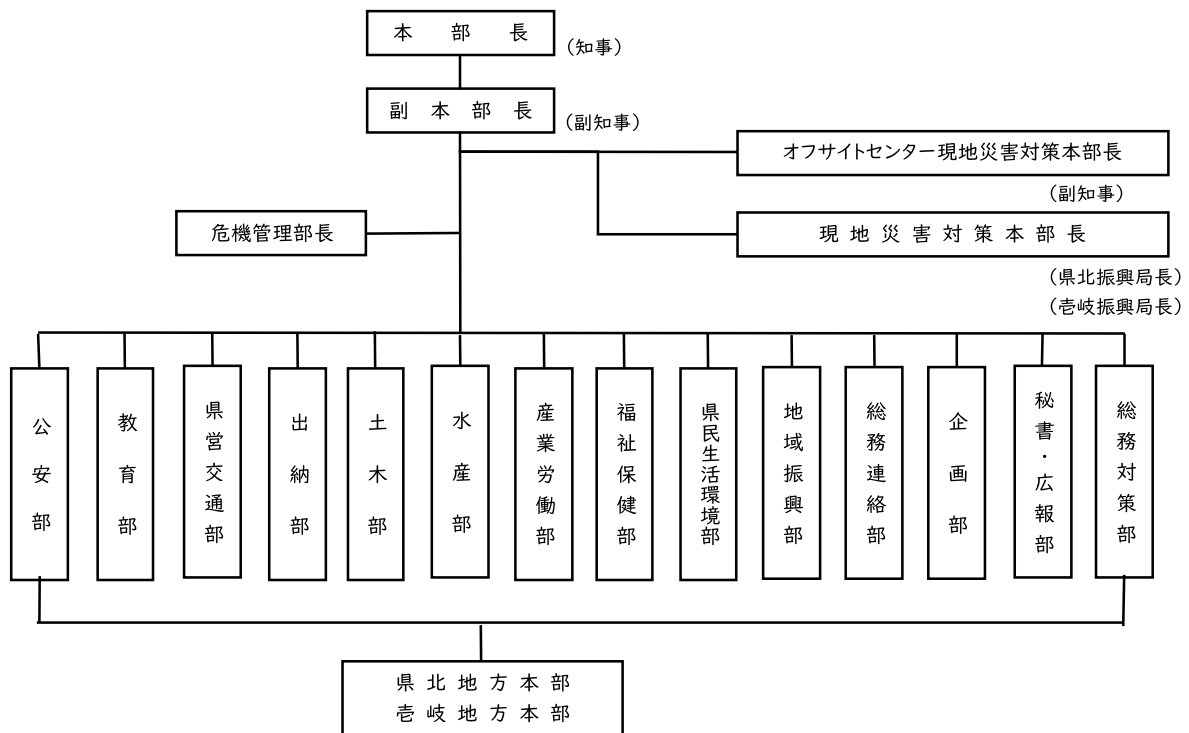 本部長
（知事）
副本部長
（副知事）
オフサイトセンター現地災害対策本部長
（副知事）
危機管理部長
現地災害対策本部長
（県北振興局長）
（壱岐振興局長）
公安部
教育部
県営交通部
出納部
土木部
水産部
産業労働部
福祉保健部
県民生活環境部
地域振興部
総務連絡部
企画部
秘書・広報部
総務対策部
県北地方本部
壱岐地方本部